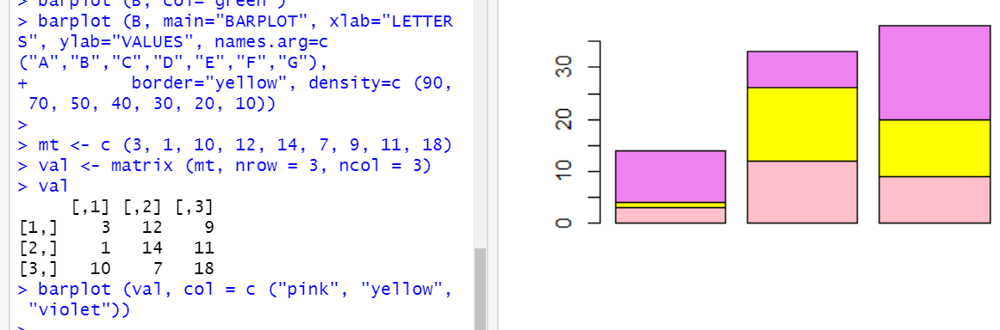 > barplot (B, col="green")
> barplot (B, main="BARPLOT", xlab="LETTER
S", ylab="VALUES", names.arg=c
("A","B","C","D","E","F","G"),
+          border="yellow", density=c (90,
 70, 50, 40, 30, 20, 10))
>
> mt <- c (3, 1, 10, 12, 14, 7, 9, 11, 18)
> val <- matrix (mt, nrow = 3, ncol = 3)
> val
     [,1] [,2] [,3]
[1,]    3   12    9
[2,]    1   14   11
[3,]   10    7   18
> barplot (val, col = c ("pink", "yellow",
 "violet"))
>
30
20
10
0